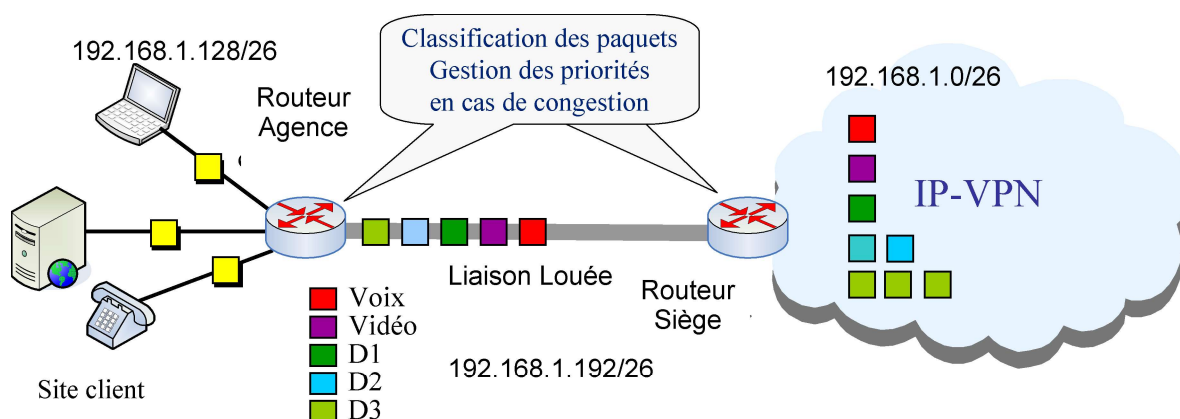 192.168.1.128/26
Classification des paquets
Gestion des priorités
en cas de congestion
192.168.1.0/26
Routeur
Agence
IP-VPN
Liaison Louée
Routeur
Siège
Voix
Vidéo
D1
D2
D3
192.168.1.192/26
Site client